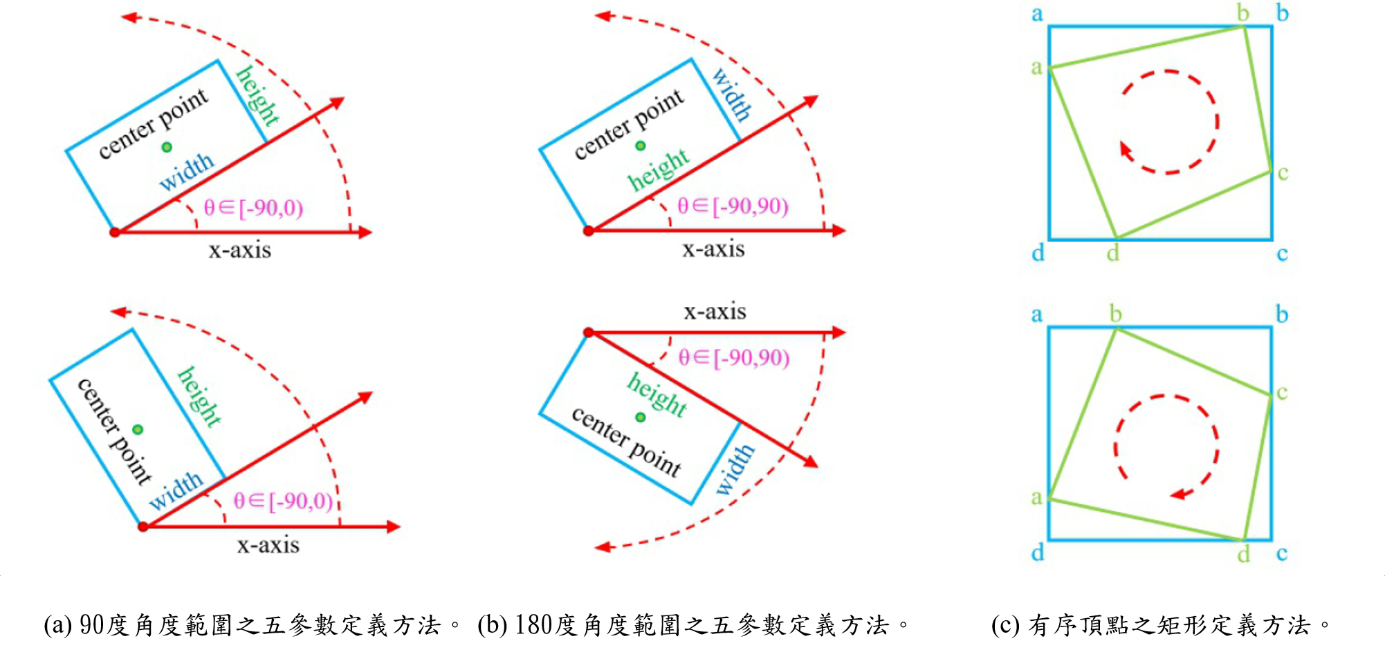 height
center point
width
θ∈[-90,0)
x-axis
width
center point
height
θ∈[-90,90)
x-axis
a
b
b
a
c
d
d
c
height
center point
width
θ∈[-90,0)
x-axis
x-axis
θ∈[-90,90)
height
center point
width
a
b
b
c
a
d
d
c
(a) 90度角度範圍之五參數定義方法。
(b) 180度角度範圍之五參數定義方法。
(c) 有序頂點之矩形定義方法。